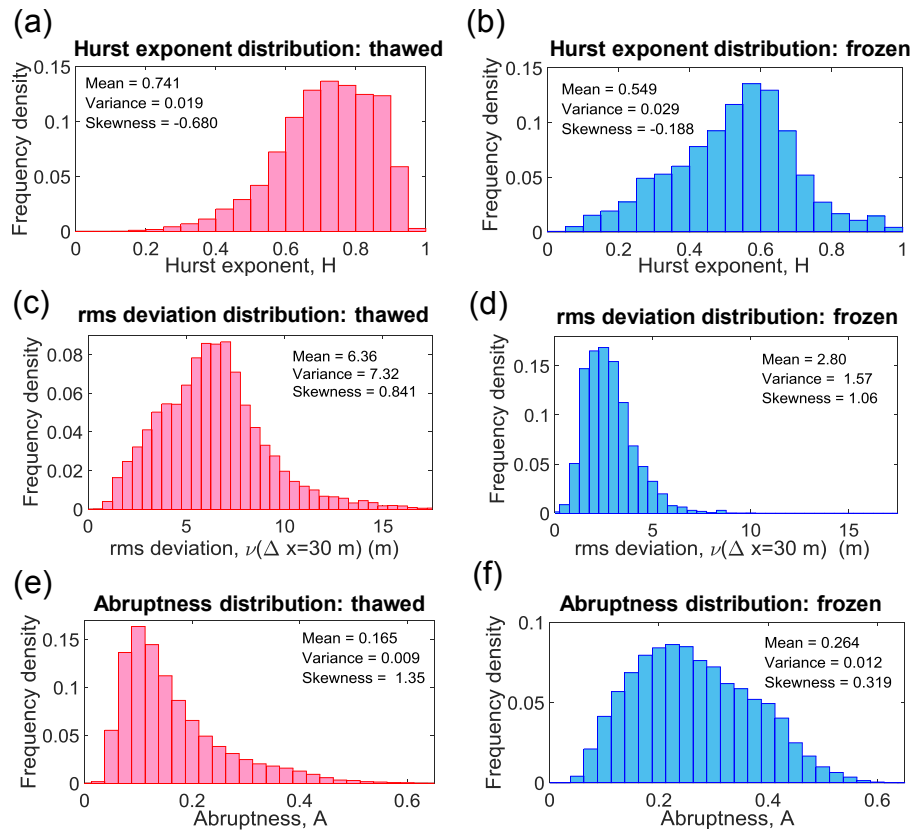 (a)
Hurst exponent distribution: thawed
0.15
0.1
0.05
0
Frequency density
Mean = 0.741
Variance = 0.019
Skewness = -0.680
0 0.2 0.4 0.6 0.8 1
Hurst exponent, H
(b)
Hurst exponent distribution: frozen
0.15
0.1
0.05
0
Frequency density
Mean = 0.549
Variance = 0.029
Skewness = -0.188
0 0.2 0.4 0.6 0.8 1
Hurst exponent, H
(c)
rms deviation distribution: thawed
0.08
0.06
0.04
0.02
0
Frequency density
Mean = 6.36
Variance = 7.32
Skewness = 0.841
0 5 10 15
rms deviation, ν(Δ x=30 m) (m)
(d)
rms deviation distribution: frozen
0.15
0.1
0.05
0
Frequency density
Mean = 2.80
Variance = 1.57
Skewness = 1.06
0 5 10 15
rms deviation, ν(Δ x=30 m) (m)
(e)
Abruptness distribution: thawed
0.15
0.1
0.05
0
Frequency density
Mean = 0.165
Variance = 0.009
Skewness = 1.35
0 0.2 0.4 0.6
Abruptness, A
(f)
Abruptness distribution: frozen
0.1
0.05
0
Frequency density
Mean = 0.264
Variance = 0.012
Skewness = 0.319
0 0.2 0.4 0.6
Abruptness, A